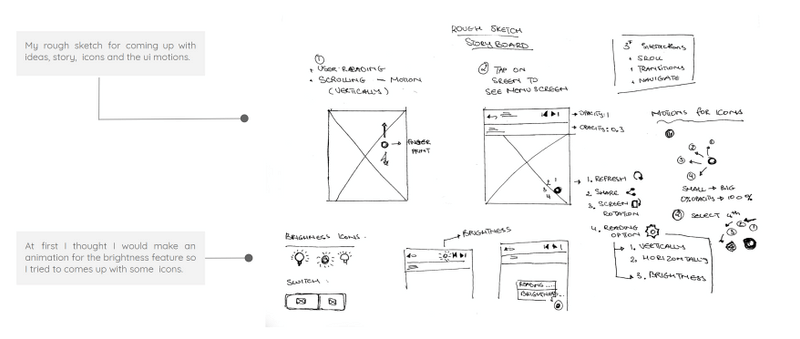 My rough sketch for coming up with
ideas, story, icons and the ui motions.
At first I thought I would make an
animation for the brightness feature so
I tried to comes up with some icons.
ROUGH SKETCH
STORYBOARD
1
• USER READING
• SCROLLING — MOTION
(VERTICALLY)
FINGER
PRINT
2 TAP ON
SCREEN TO
SEE MENU SCREEN
→ OPACITY: 1
→ OPACITY: 0.3
1. REFRESH
2. SHARE
3. SCREEN
ROTATION
4. READING
OPTION
1. VERTICALLY
2. HORIZONTALLY
3. BRIGHTNESS
• SCROLL
• TRANSITIONS
• NAVIGATE
MOTIONS FOR ICONS
SMALL → BIG
0% OPACITY → 100%
SELECT 4TH
BRIGHTNESS ICONS
SWITCH
BRIGHTNESS
READING....
BRIGHTNESS...